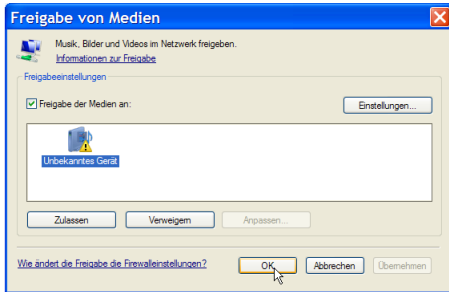 Freigabe von Medien
Musik, Bilder und Videos im Netzwerk freigeben.
Informationen zur Freigabe
Freigabeeinstellungen
Freigabe der Medien an:
Einstellungen...
Unbekanntes Gerät
Zulassen
Verweigern
Anpassen...
Wie ändert die Freigabe die Firewalleinstellungen?
OK
Abbrechen
Übernehmen